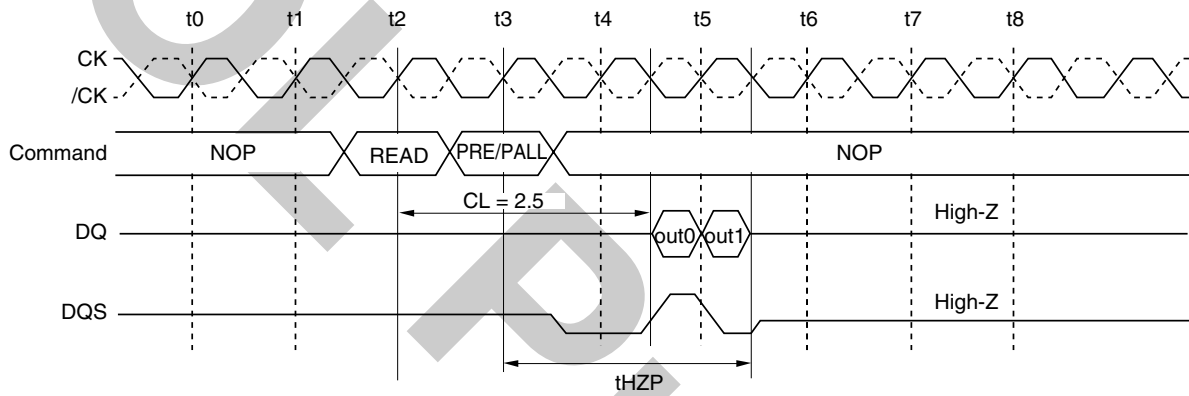 t0 t1 t2 t3 t4 t5 t6 t7 t8
CK
/CK
Command NOP READ PRE/PALL NOP
CL = 2.5
DQ out0 out1 High-Z
DQS High-Z
tHZP